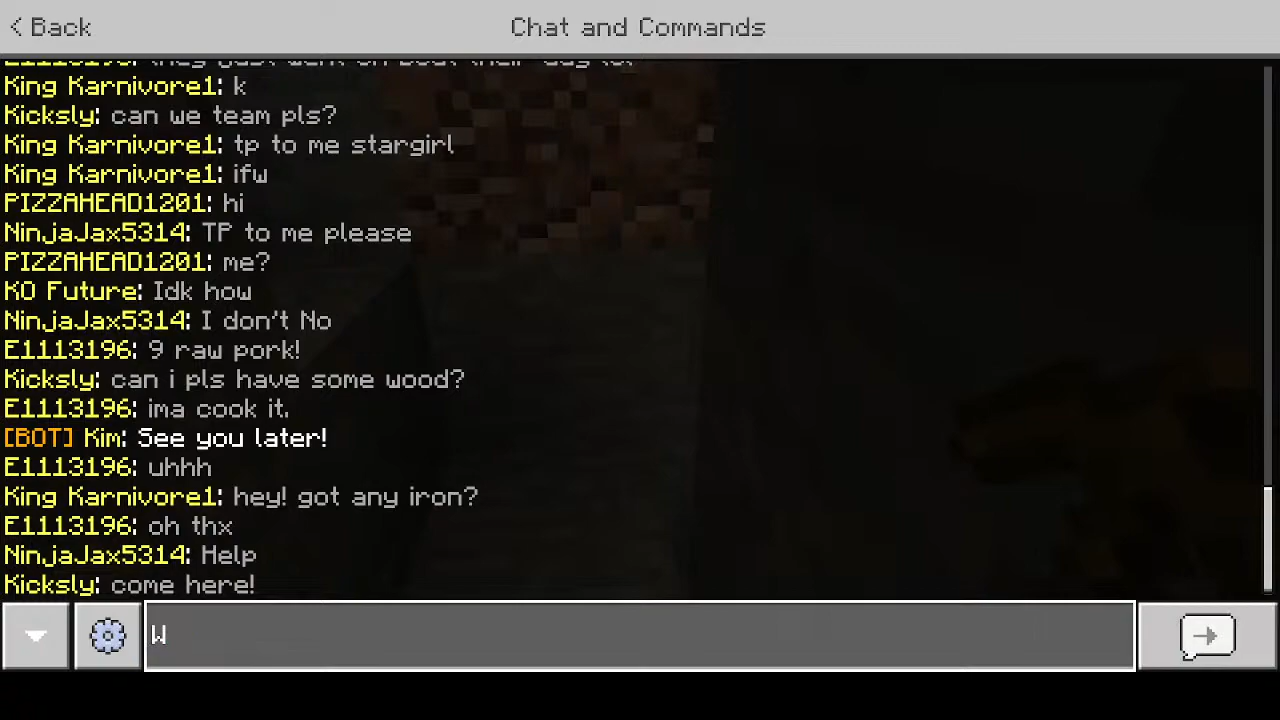 < Back
Chat and Commands
King Karnivore1: k
Kicksly: can we team pls?
King Karnivore1: tp to me stargirl
King Karnivore1: ifw
PIZZAHEAD1201: hi
NinjaJax5314: TP to me please
PIZZAHEAD1201: me?
KO Future: Idk how
NinjaJax5314: I don't No
E1113196: 9 raw pork!
Kicksly: can i pls have some wood?
E1113196: ima cook it.
[BOT] Kim: See you later!
E1113196: uhhh
King Karnivore1: hey! got any iron?
E1113196: oh thx
NinjaJax5314: Help
Kicksly: come here!
W